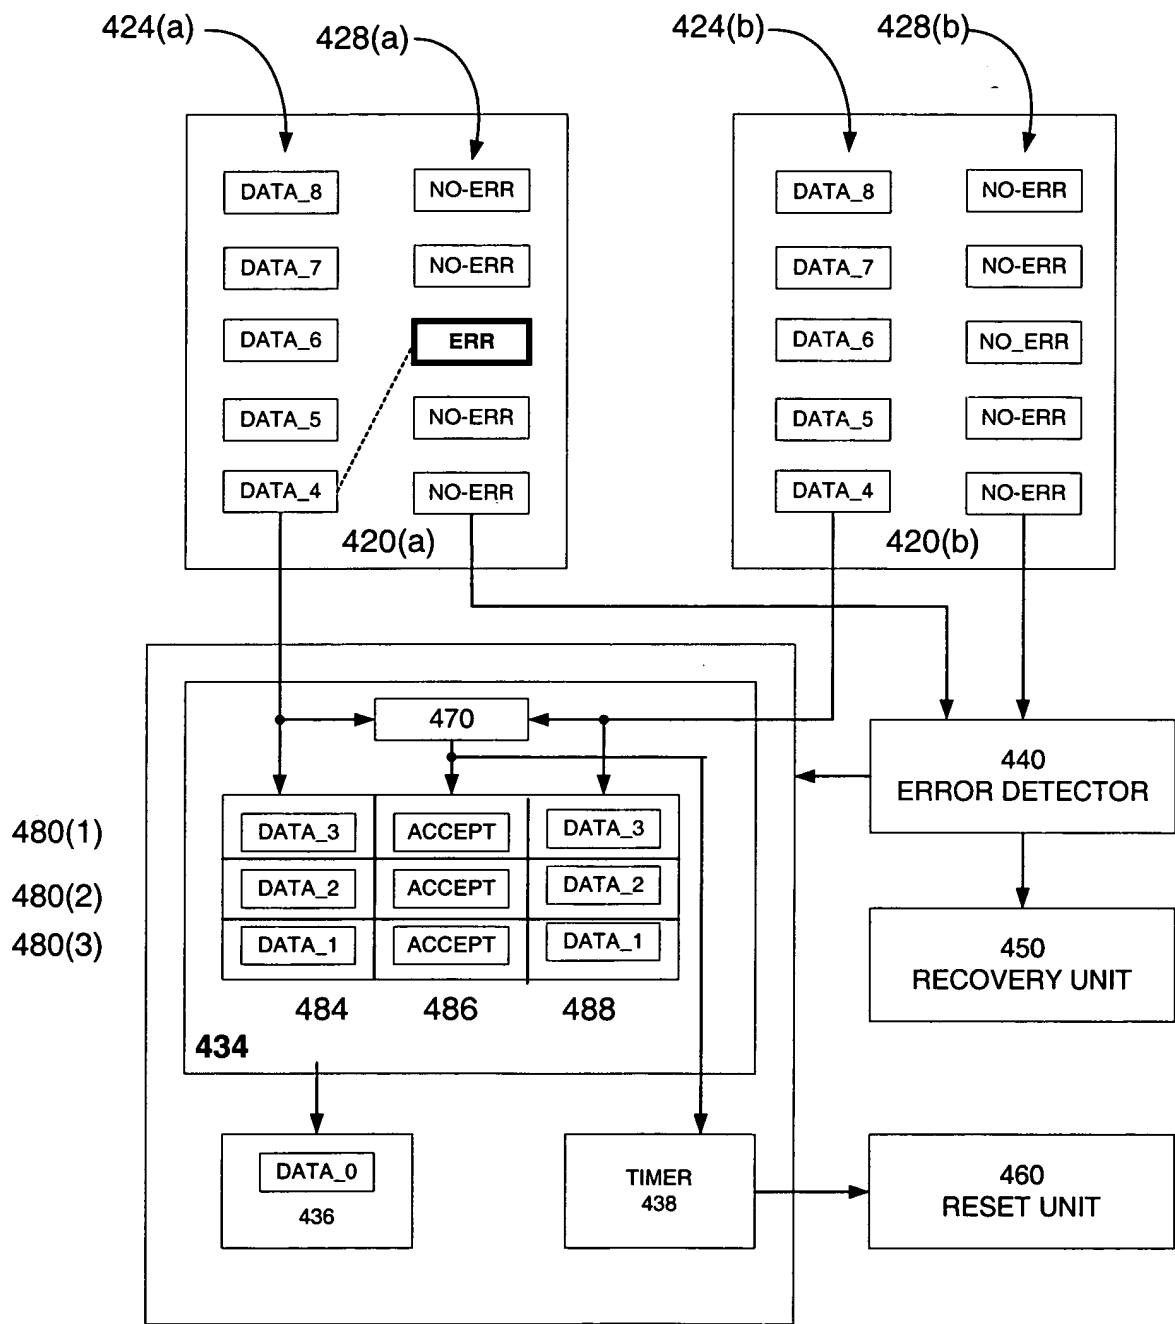 424(a)
428(a)
424(b)
428(b)
DATA_8
NO-ERR
DATA_8
NO-ERR
DATA_7
NO-ERR
DATA_7
NO-ERR
DATA_6
ERR
DATA_6
NO_ERR
DATA_5
NO-ERR
DATA_5
NO-ERR
DATA_4
NO-ERR
DATA_4
NO-ERR
420(a)
420(b)
470
440
ERROR DETECTOR
480(1)
DATA_3
ACCEPT
DATA_3
480(2)
DATA_2
ACCEPT
DATA_2
480(3)
DATA_1
ACCEPT
DATA_1
450
RECOVERY UNIT
484
486
488
434
DATA_0
436
TIMER
438
460
RESET UNIT